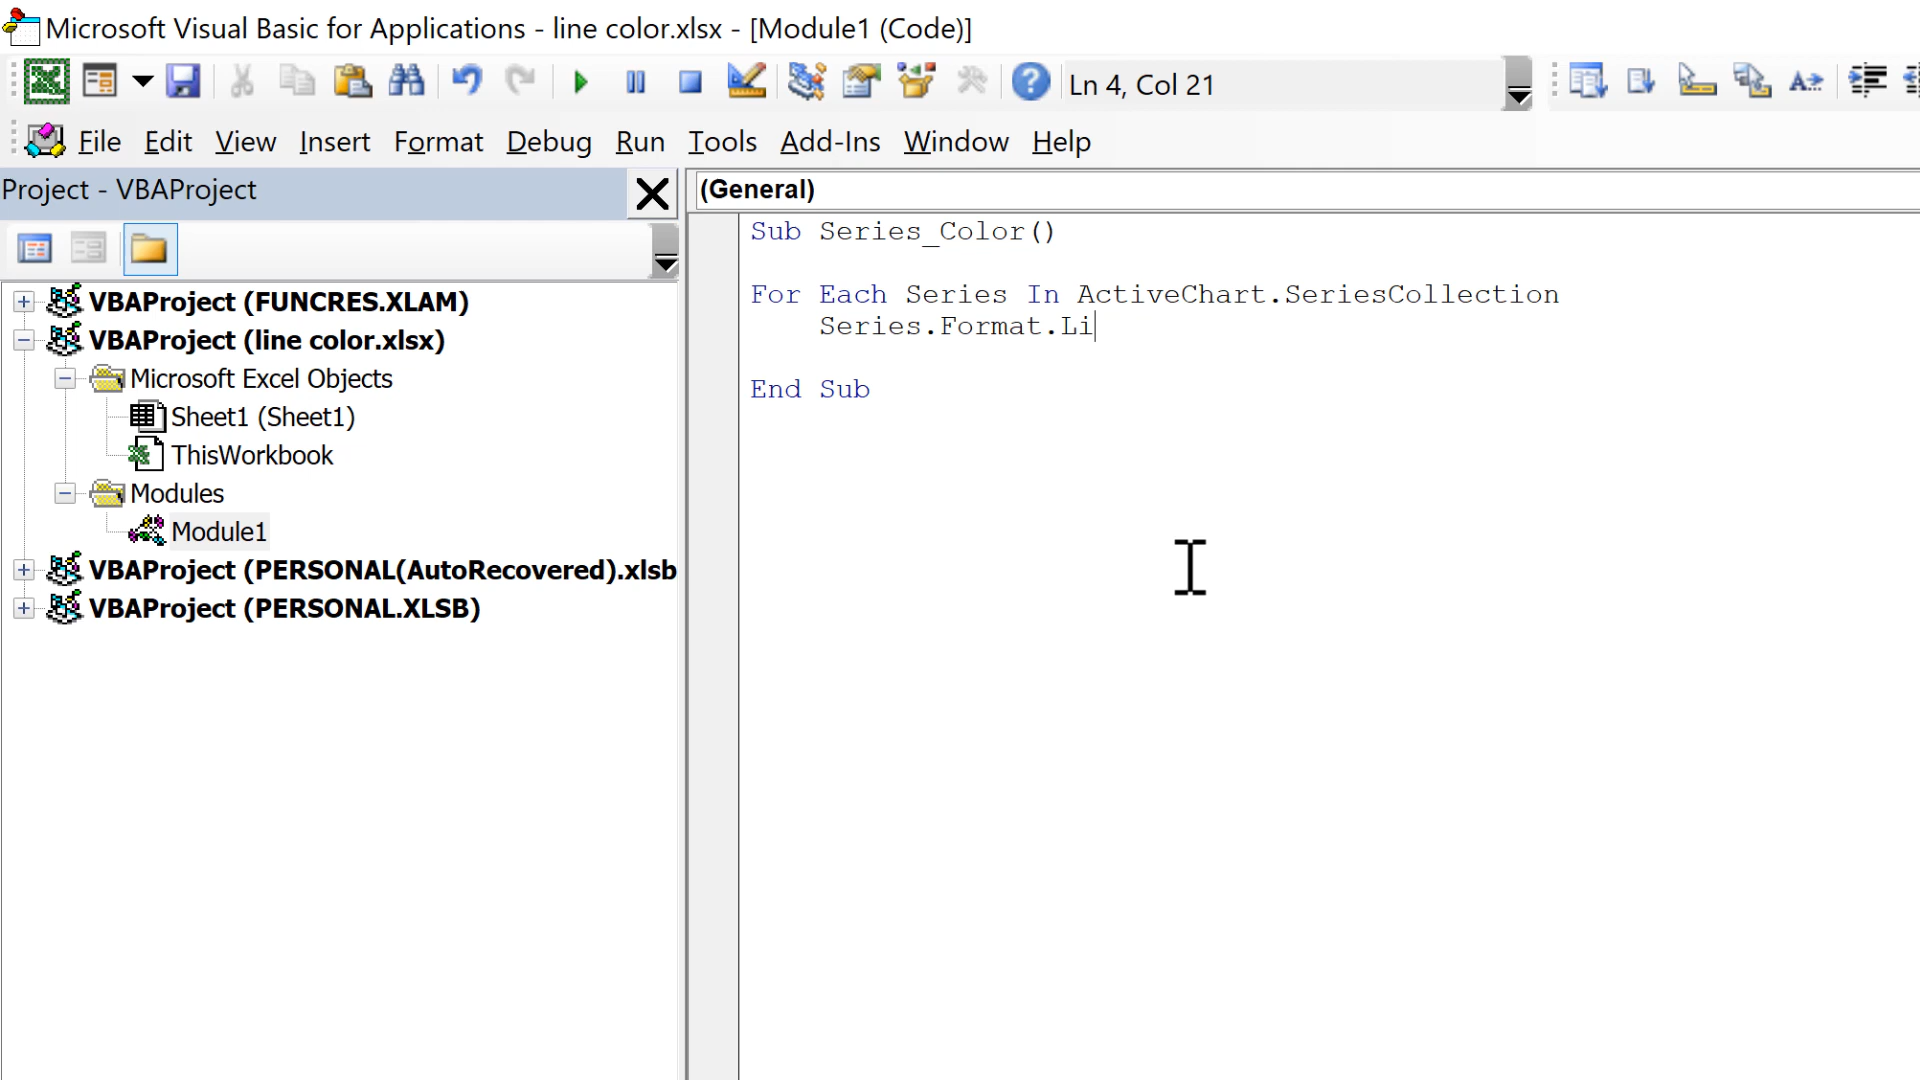 Microsoft Visual Basic for Applications - line color.xlsx - [Module1 (Code)]
Ln 4, Col 21
File Edit View Insert Format Debug Run Tools Add-Ins Window Help
Project - VBAProject
(General)
VBAProject (FUNCRES.XLAM)
VBAProject (line color.xlsx)
Microsoft Excel Objects
Sheet1 (Sheet1)
ThisWorkbook
Modules
Module1
VBAProject (PERSONAL(AutoRecovered).xlsb
VBAProject (PERSONAL.XLSB)
Sub Series_Color()
For Each Series In ActiveChart.SeriesCollection
Series.Format.Li
End Sub